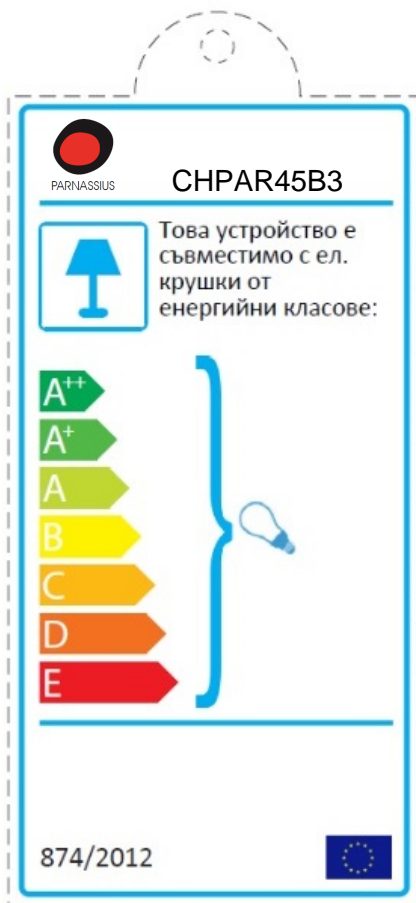 PARNASSIUS
CHPAR45B3
Това устройство е
съвместимо с ел.
крушки от
енергийни класове:
A++
A+
A
B
C
D
E
874/2012